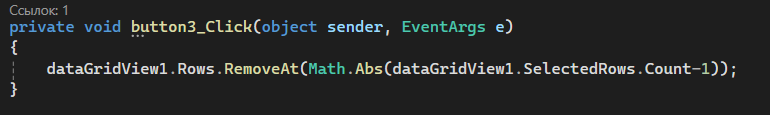 Ссылок: 1
private void button3_Click(object sender, EventArgs e)
{
dataGridView1.Rows.RemoveAt(Math.Abs(dataGridView1.SelectedRows.Count-1));
}